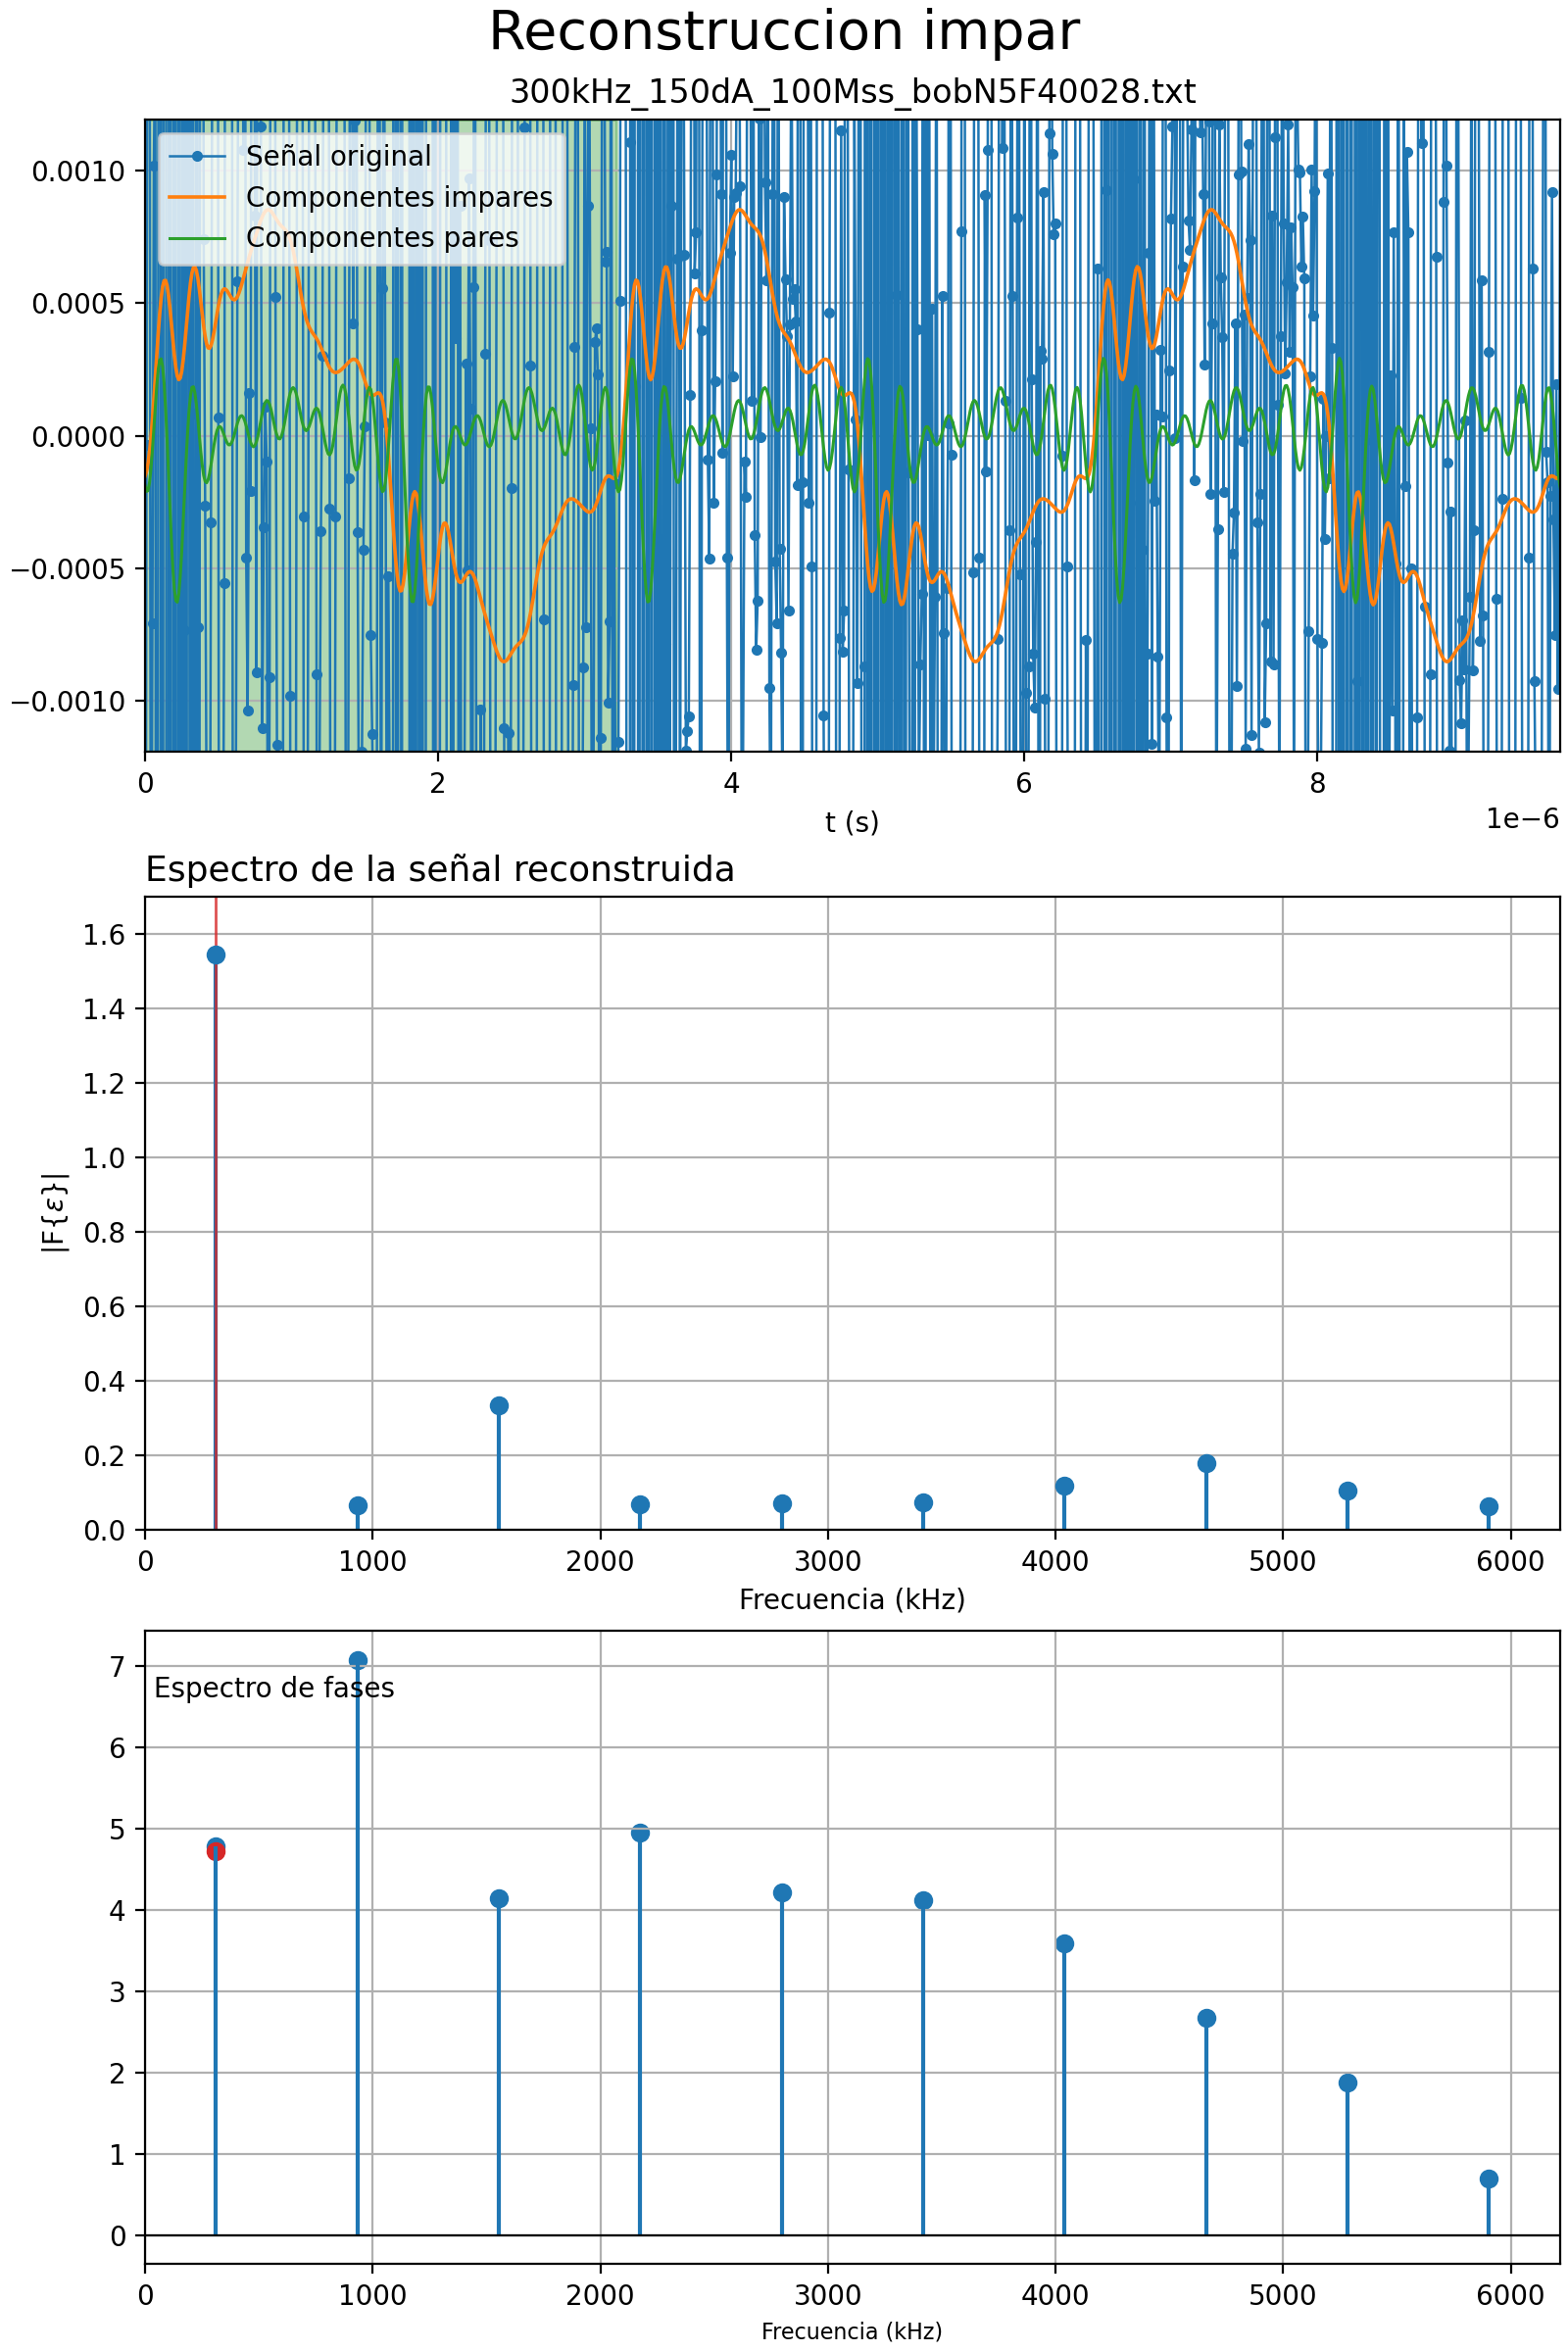 Reconstruccion impar
300kHz_150dA_100Mss_bobN5F40028.txt
Señal original
Componentes impares
Componentes pares
0.0010
0.0005
0.0000
−0.0005
−0.0010
0 2 4 6 8
1e−6
t (s)
Espectro de la señal reconstruida
1.6
1.4
1.2
1.0
0.8
0.6
0.4
0.2
0.0
|F{ε}|
0 1000 2000 3000 4000 5000 6000
Frecuencia (kHz)
Espectro de fases
7
6
5
4
3
2
1
0
0 1000 2000 3000 4000 5000 6000
Frecuencia (kHz)